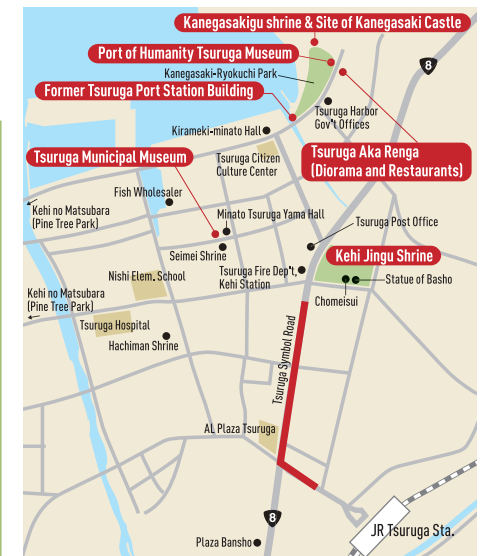 Kanegasakigu shrine & Site of Kanegasaki Castle
Port of Humanity Tsuruga Museum
8
Kanegasaki-Ryokuchi Park
Former Tsuruga Port Station Building
Tsuruga Harbor
Gov't Offices
Kirameki-minato Hall
Tsuruga Municipal Museum
Tsuruga Citizen
Culture Center
Tsuruga Aka Renga
(Diorama and Restaurants)
Fish Wholesaler
Kehi no Matsubara
(Pine Tree Park)
Minato Tsuruga Yama Hall
Tsuruga Post Office
Seimei Shrine
Kehi Jingu Shrine
Nishi Elem. School
Tsuruga Fire Dep't,
Kehi Station
Statue of Basho
Chomeisui
Kehi no Matsubara
(Pine Tree Park)
Tsuruga Hospital
Hachiman Shrine
Tsuruga Symbol Road
AL Plaza Tsuruga
8
JR Tsuruga Sta.
Plaza Bansho